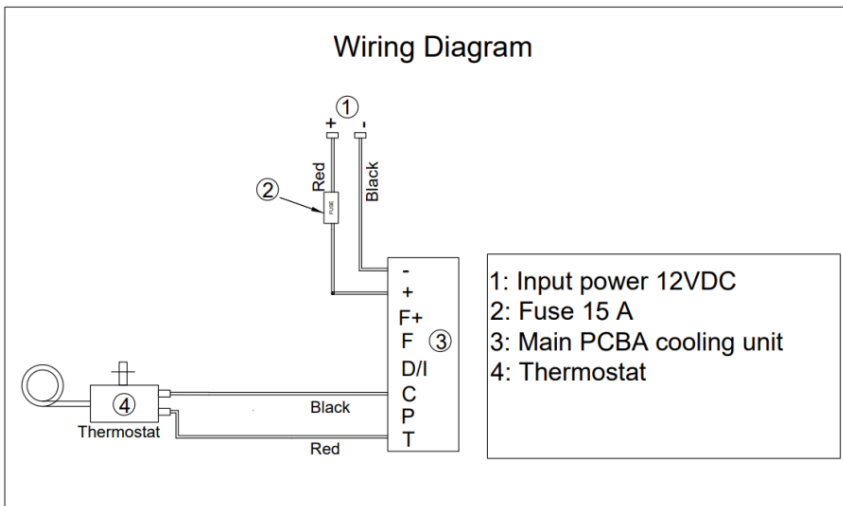 Wiring Diagram
1
+ -
Red
Black
2
FUSE
-
+
F+
F
3
D/I
C
P
T
4
Thermostat
Black
Red
1: Input power 12VDC
2: Fuse 15 A
3: Main PCBA cooling unit
4: Thermostat